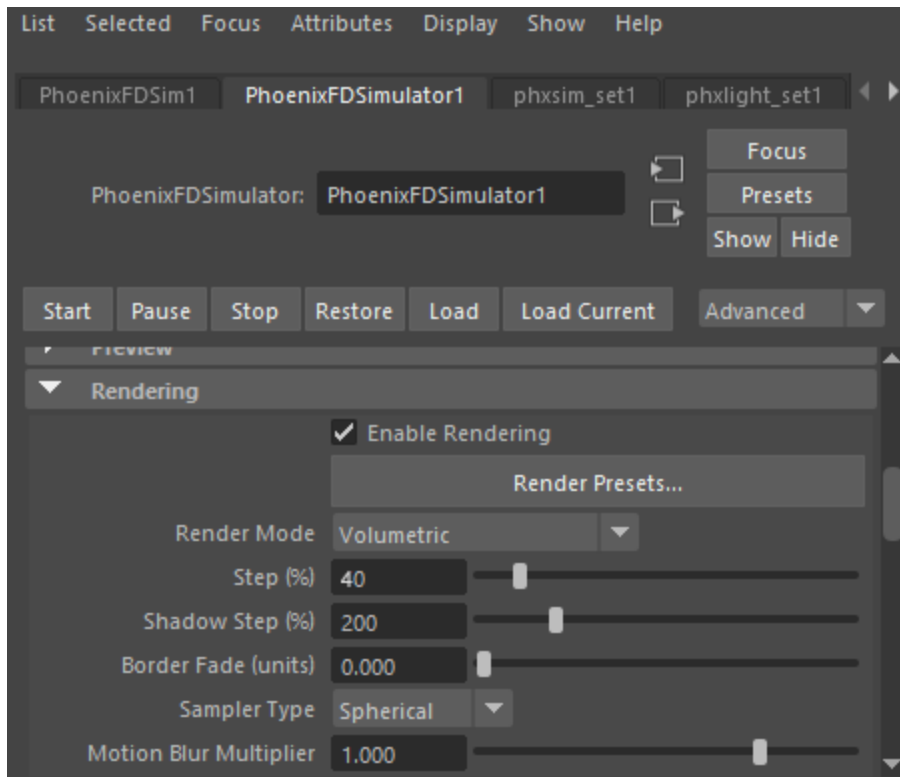 List Selected Focus Attributes Display Show Help
PhoenixFDSim1 PhoenixFDSimulator1 phxsim_set1 phxlight_set1
Focus
PhoenixFDSimulator: PhoenixFDSimulator1 Presets
Show Hide
Start Pause Stop Restore Load Load Current Advanced
Preview
Rendering
Enable Rendering
Render Presets...
Render Mode Volumetric
Step (%) 40
Shadow Step (%) 200
Border Fade (units) 0.000
Sampler Type Spherical
Motion Blur Multiplier 1.000